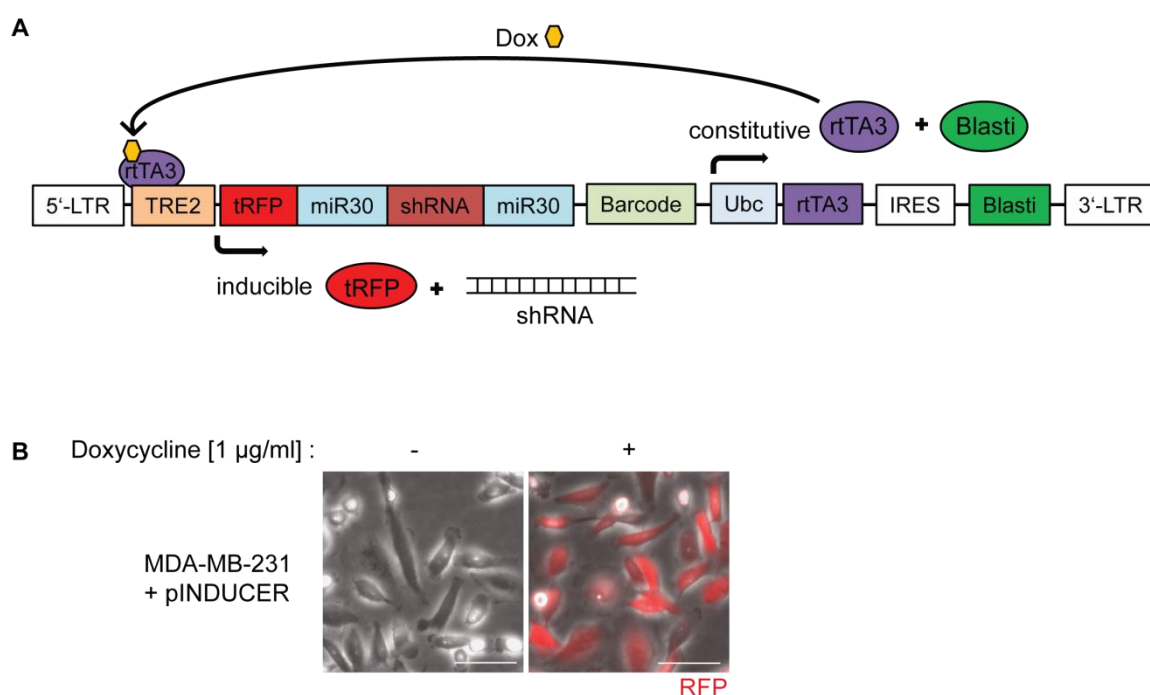 A
Dox
constitutive rtTA3 + Blasti
rtTA3
5‘-LTR TRE2 tRFP miR30 shRNA miR30 Barcode Ubc rtTA3 IRES Blasti 3‘-LTR
inducible tRFP +
shRNA
B Doxycycline [1 µg/ml] : - +
MDA-MB-231
+ pINDUCER
RFP